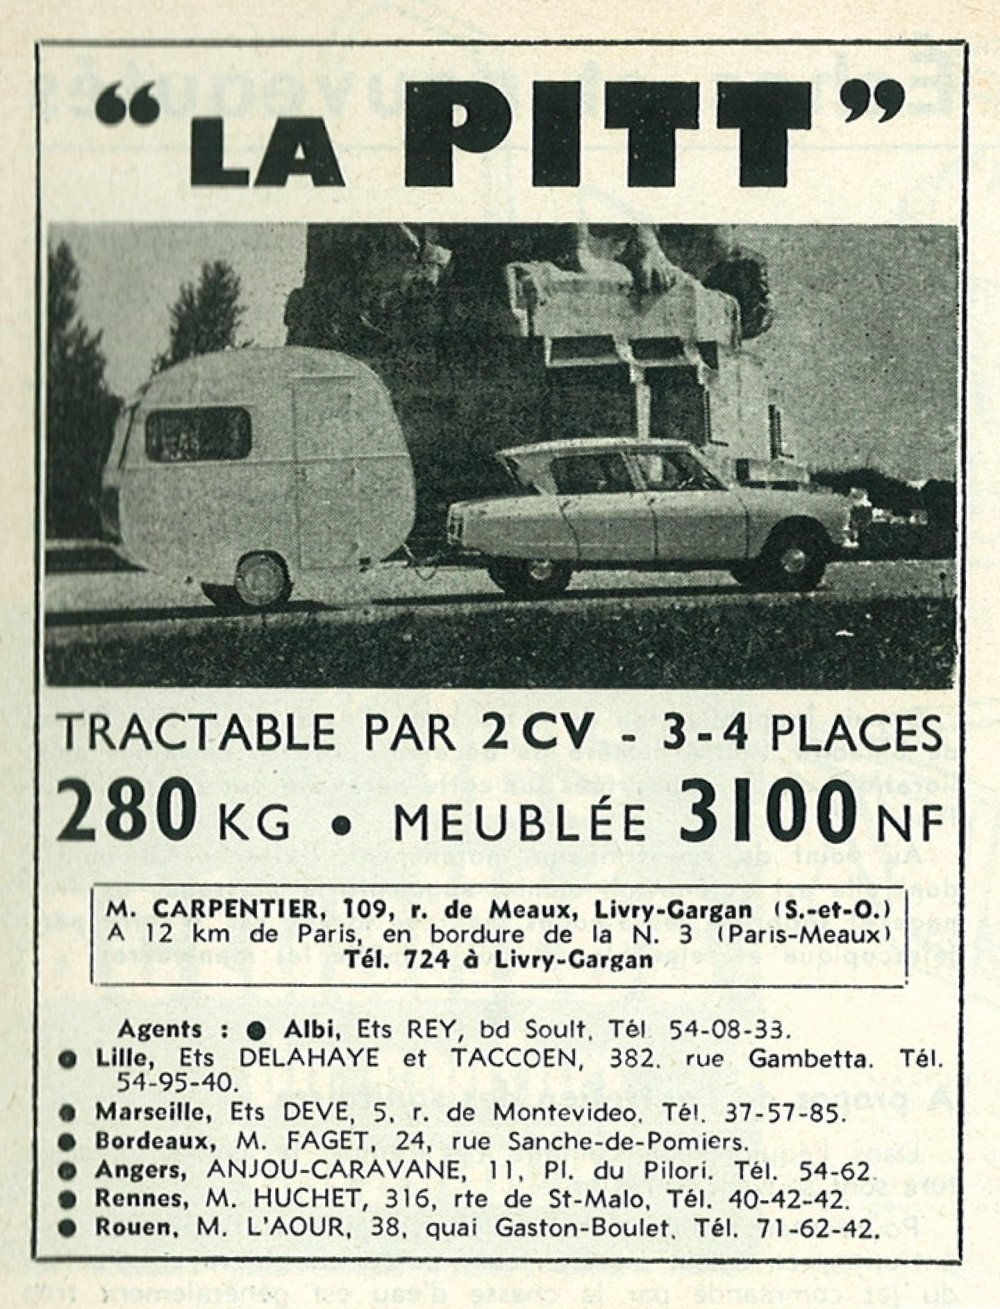 “LA PITT”
TRACTABLE PAR 2 CV - 3-4 PLACES
280 KG • MEUBLÉE 3100 NF
M. CARPENTIER, 109, r. de Meaux, Livry-Gargan (S.-et-O.)
A 12 km de Paris, en bordure de la N. 3 (Paris-Meaux)
Tél. 724 à Livry-Gargan
Agents : • Albi, Ets REY, bd Soult. Tél. 54-08-33.
• Lille, Ets DELAHAYE et TACCOEN, 382. rue Gambetta. Tél.
54-95-40.
• Marseille, Ets DEVE, 5, r. de Montevideo. Tél. 37-57-85.
• Bordeaux, M. FAGET, 24, rue Sanche-de-Pomiers.
• Angers, ANJOU-CARAVANE, 11, Pl. du Pilori. Tél. 54-62.
• Rennes, M. HUCHET, 316, rte de St-Malo, Tél. 40-42-42.
• Rouen, M. L'AOUR, 38, quai Gaston-Boulet. Tél. 71-62-42.